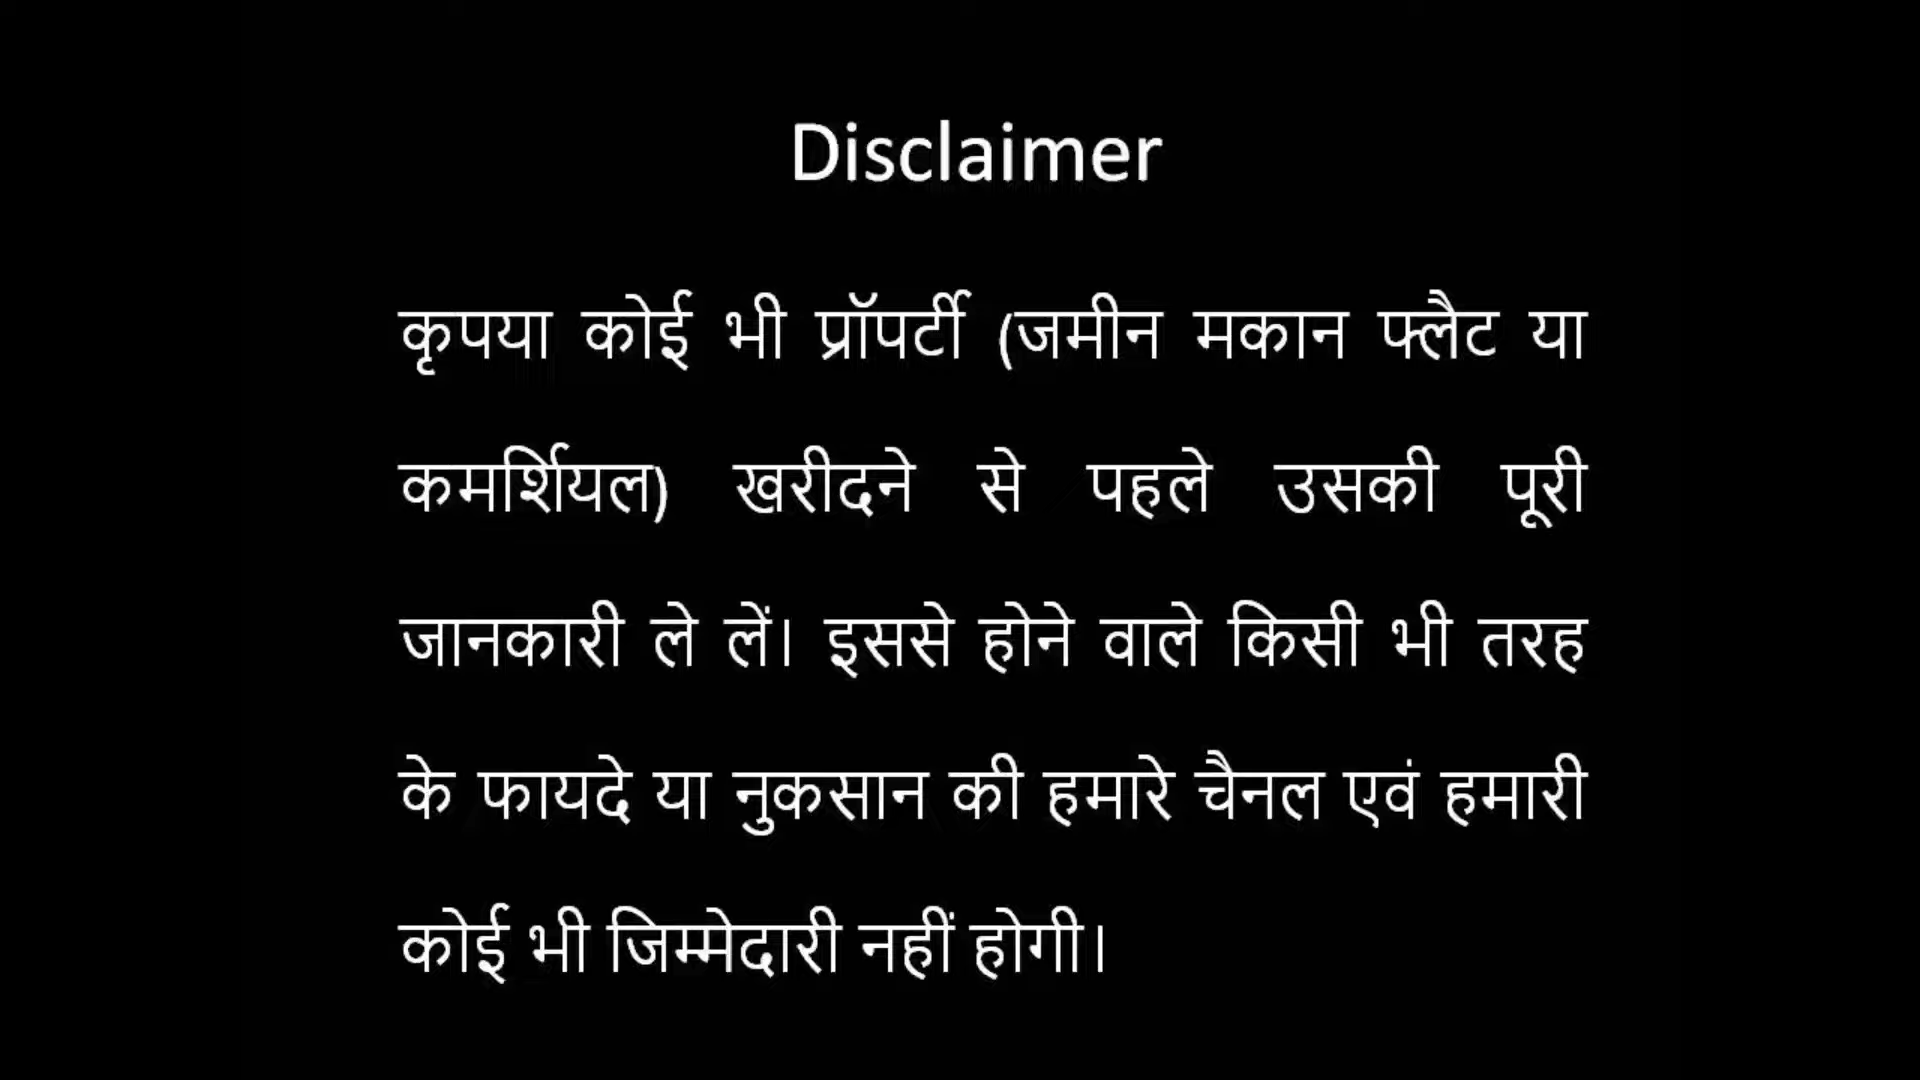 Disclaimer
कृपया कोई भी प्रॉपर्टी (जमीन मकान फ्लैट या
कमर्शियल) खरीदने से पहले उसकी पूरी
जानकारी ले लें। इससे होने वाले किसी भी तरह
के फायदे या नुकसान की हमारे चैनल एवं हमारी
कोई भी जिम्मेदारी नहीं होगी।